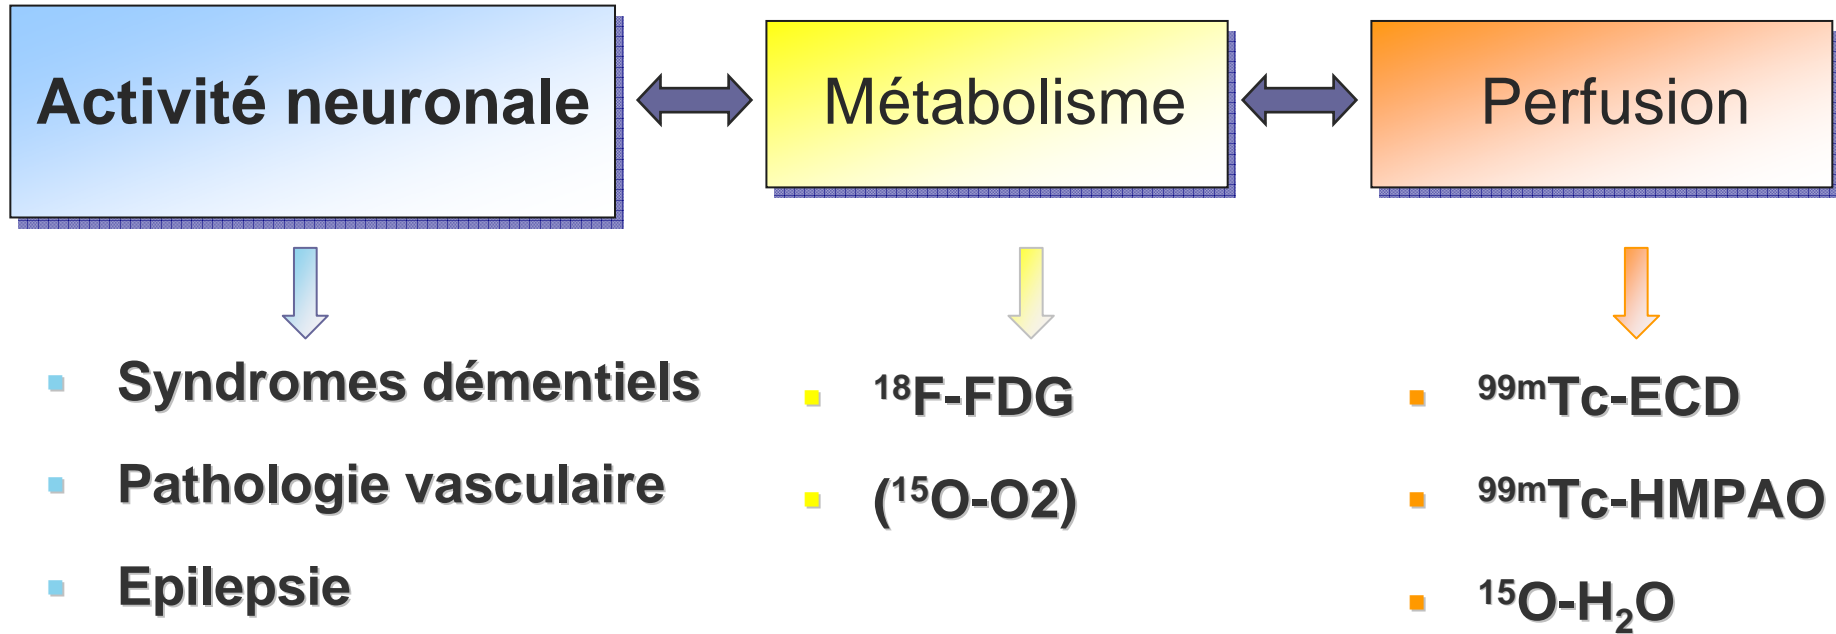 Activité neuronale
Métabolisme
Perfusion
Syndromes démentiels
Pathologie vasculaire
Epilepsie
¹⁸F-FDG
(¹⁵O-O2)
⁹⁹ᵐTc-ECD
⁹⁹ᵐTc-HMPAO
¹⁵O-H₂O